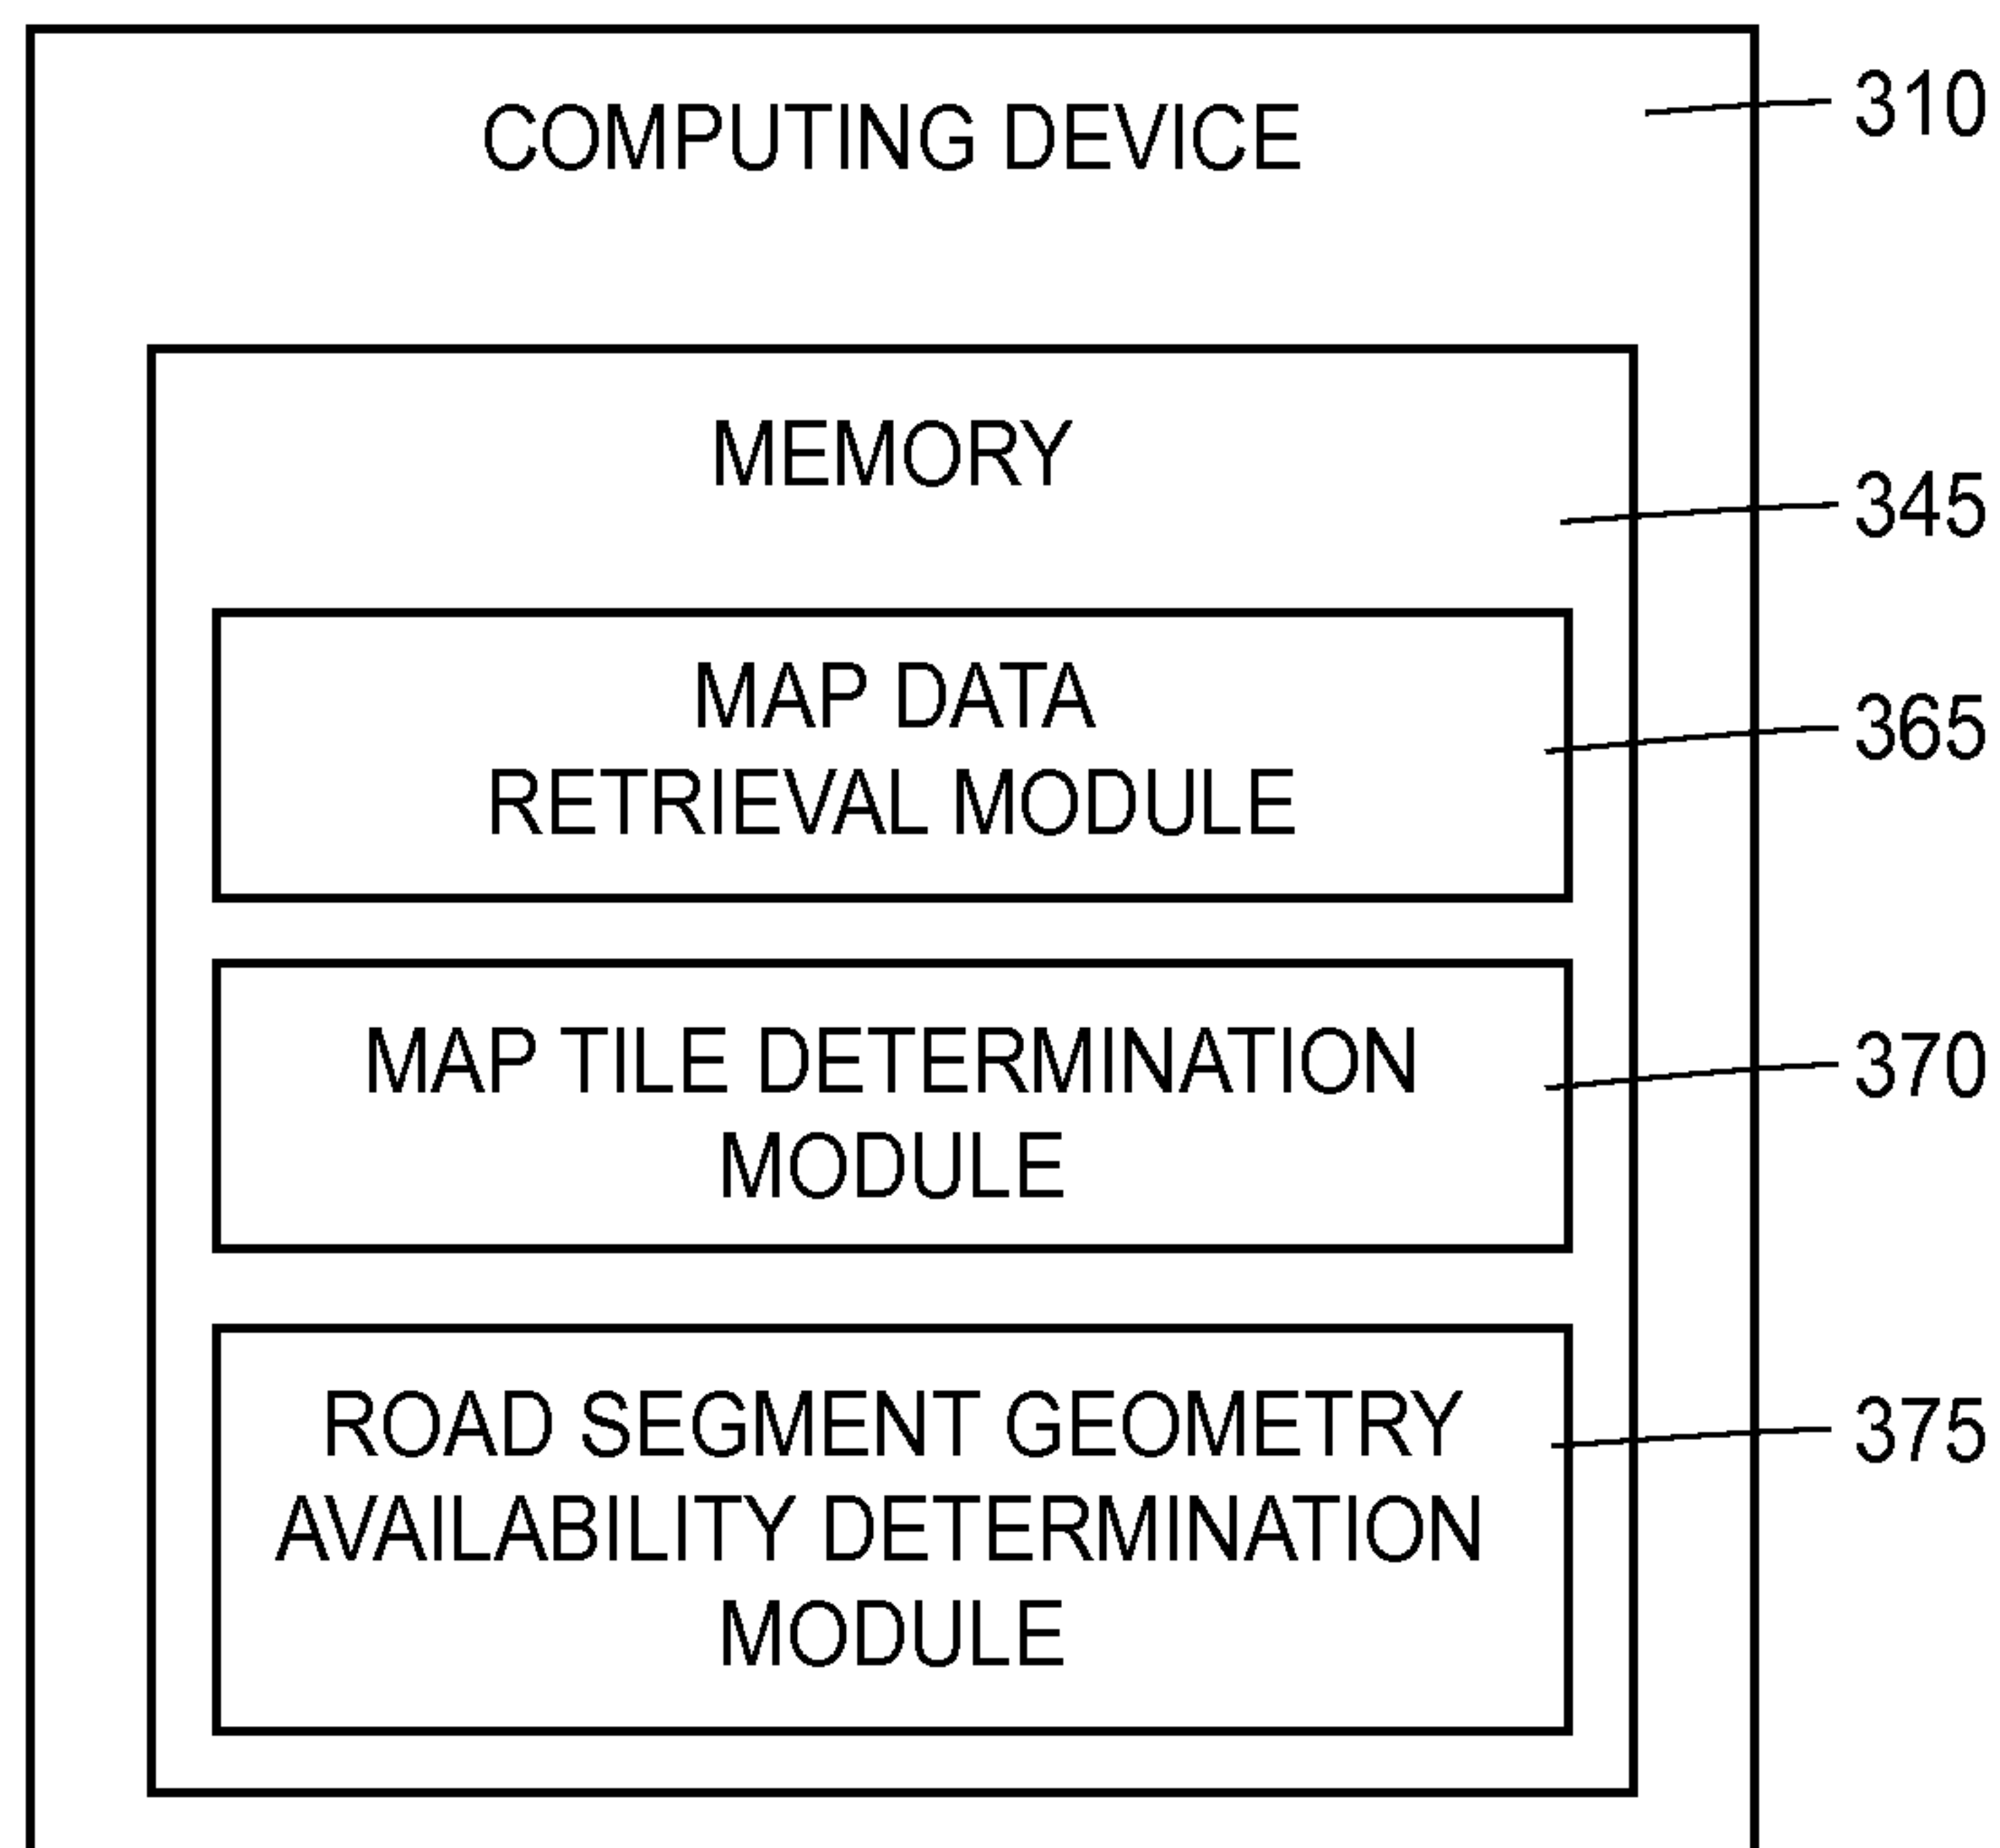 COMPUTING DEVICE
310
MEMORY
345
MAP DATA
RETRIEVAL MODULE
365
MAP TILE DETERMINATION
MODULE
370
ROAD SEGMENT GEOMETRY
AVAILABILITY DETERMINATION
MODULE
375